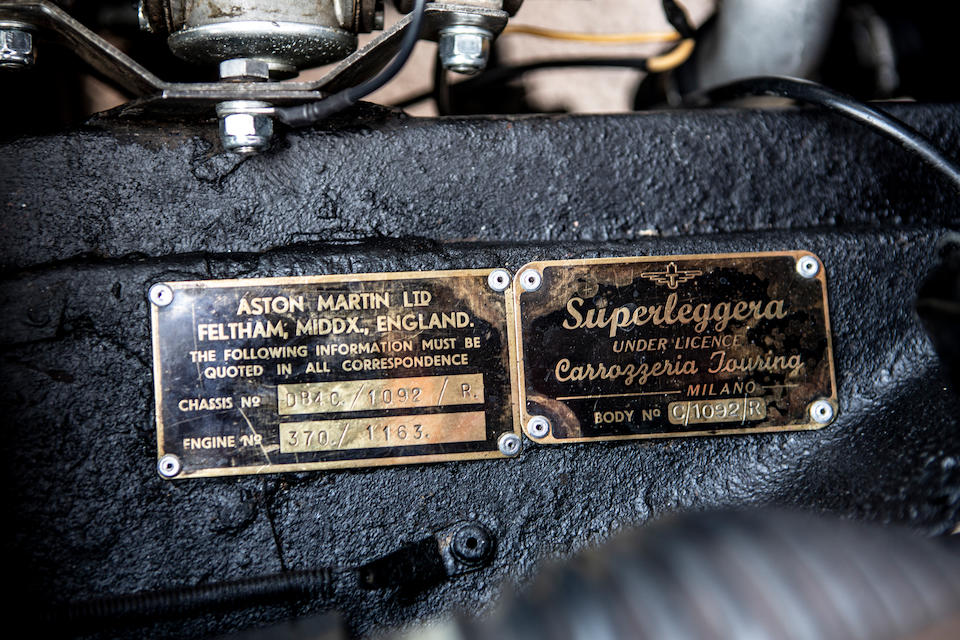 ASTON MARTIN LTD
FELTHAM, MIDDX., ENGLAND.
THE FOLLOWING INFORMATION MUST BE
QUOTED IN ALL CORRESPONDENCE
CHASSIS Nº DB4C/1092/R.
ENGINE Nº 370/1163.
Superleggera
UNDER LICENCE
Carrozzeria Touring
MILANO
BODY Nº C/1092/R